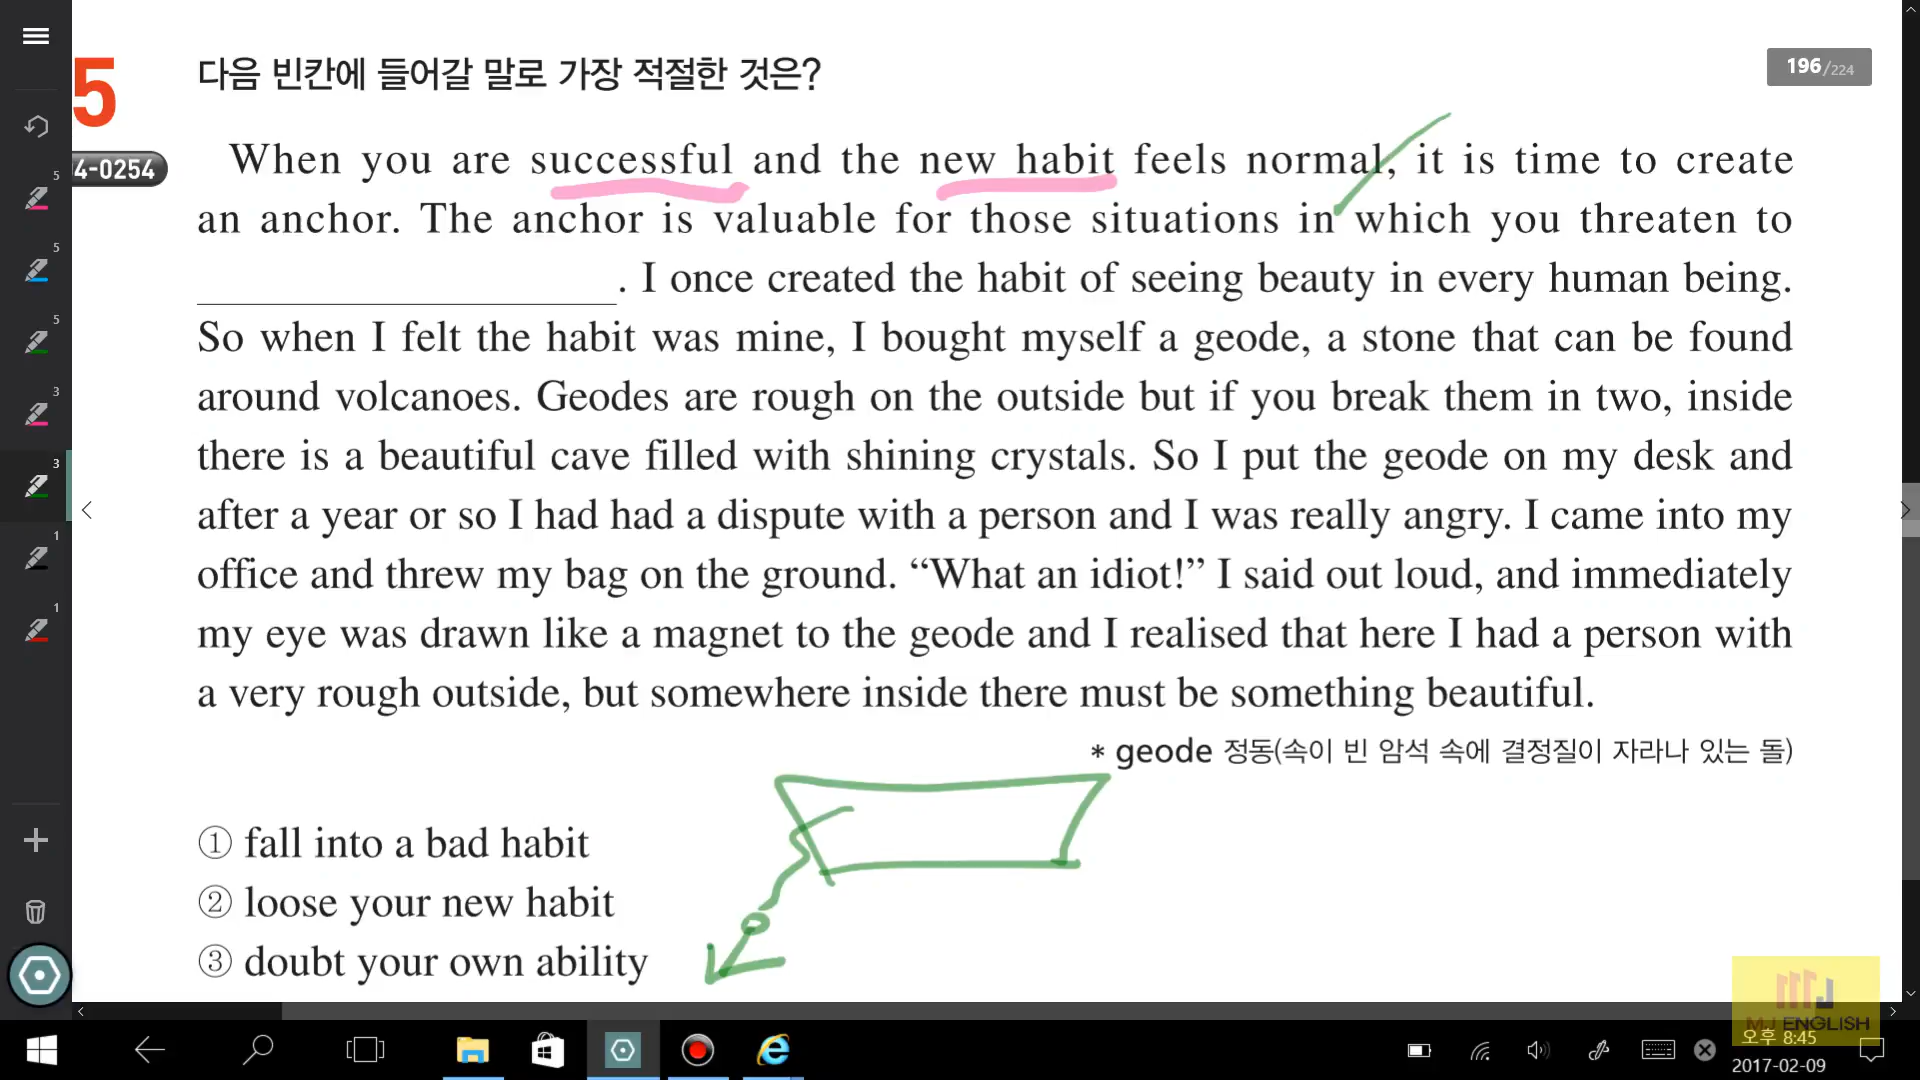 5
다음 빈칸에 들어갈 말로 가장 적절한 것은?
196/224
4-0254
When you are successful and the new habit feels normal, it is time to create
an anchor. The anchor is valuable for those situations in which you threaten to
____________________. I once created the habit of seeing beauty in every human being.
So when I felt the habit was mine, I bought myself a geode, a stone that can be found
around volcanoes. Geodes are rough on the outside but if you break them in two, inside
there is a beautiful cave filled with shining crystals. So I put the geode on my desk and
after a year or so I had had a dispute with a person and I was really angry. I came into my
office and threw my bag on the ground. “What an idiot!” I said out loud, and immediately
my eye was drawn like a magnet to the geode and I realised that here I had a person with
a very rough outside, but somewhere inside there must be something beautiful.
* geode 정동(속이 빈 암석 속에 결정질이 자라나 있는 돌)
① fall into a bad habit
② loose your new habit
③ doubt your own ability
5
5
5
3
3
1
1
MJ ENGLISH
오후 8:45
2017-02-09